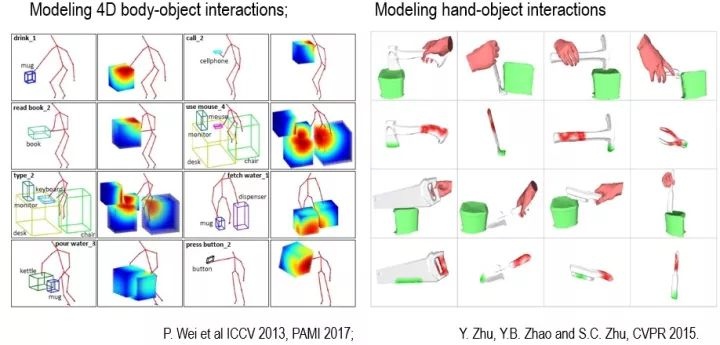 Modeling 4D body-object interactions;
Modeling hand-object interactions
drink_1
mug
call_2
cellphone
read book_2
book
use mouse_4
mouse
monitor
desk
chair
type_2
keyboard
monitor
desk
chair
fetch water_1
dispenser
mug
pour water_3
kettle
mug
press button_2
button
P. Wei et al ICCV 2013, PAMI 2017;
Y. Zhu, Y.B. Zhao and S.C. Zhu, CVPR 2015.